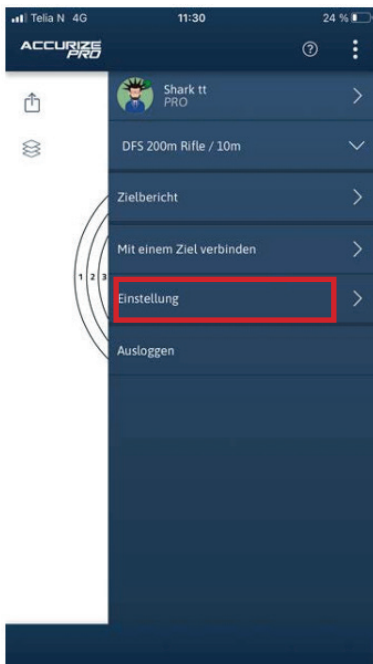 Telia N 4G 11:30 24 %
ACCURIZE
PRO
Shark tt
PRO
DFS 200m Rifle / 10m
Zielbericht
Mit einem Ziel verbinden
1 2 3
Einstellung
Ausloggen